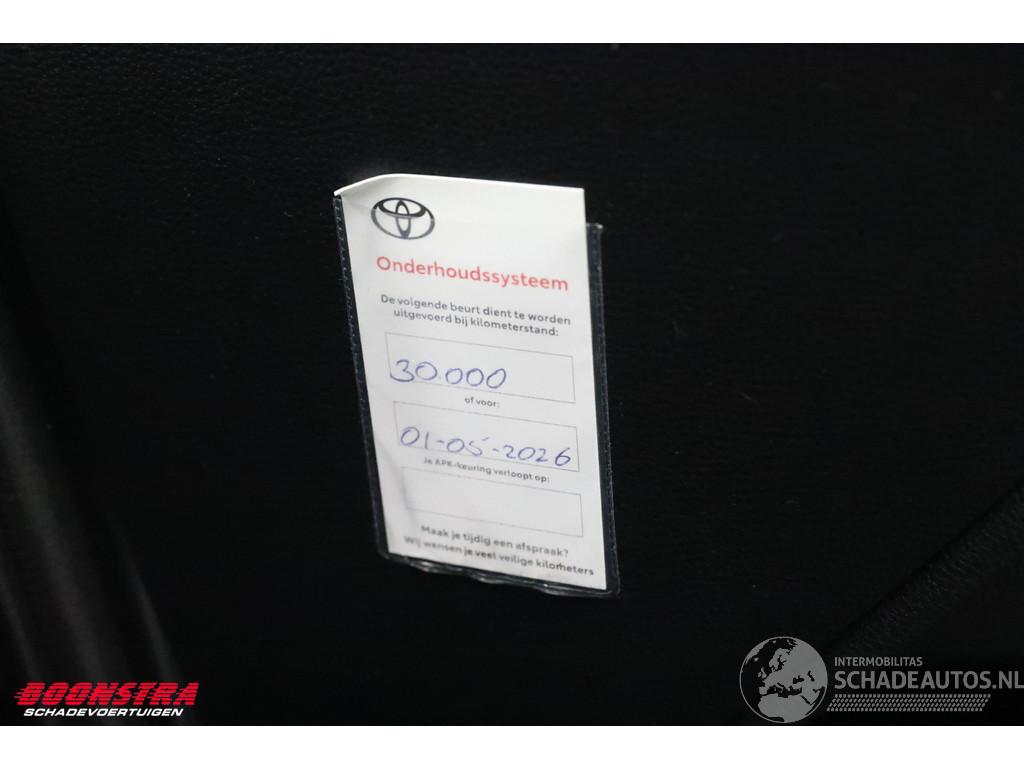 Onderhoudssysteem
De volgende beurt dient te worden
uitgevoerd bij kilometerstand:
30.000
of voor:
01-05-2026
Je APK-keuring verloopt op:
Maak je tijdig een afspraak?
Wij wensen je veel veilige kilometers
BOONSTRA
SCHADEVOERTUIGEN
INTERMOBILITAS
SCHADEAUTOS.NL